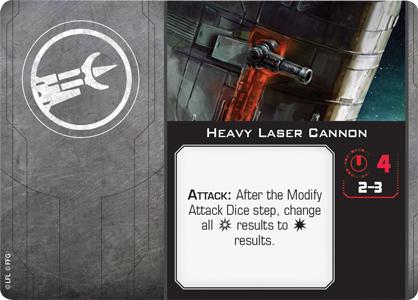 HEAVY LASER CANNON
ATTACK: After the Modify
Attack Dice step, change
all results to
results.
4
2–3
©LFL ©FFG